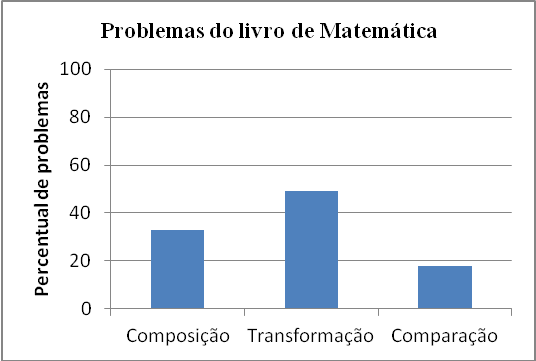 Problemas do livro de Matemática
Percentual de problemas
100
80
60
40
20
0
Composição Transformação Comparação